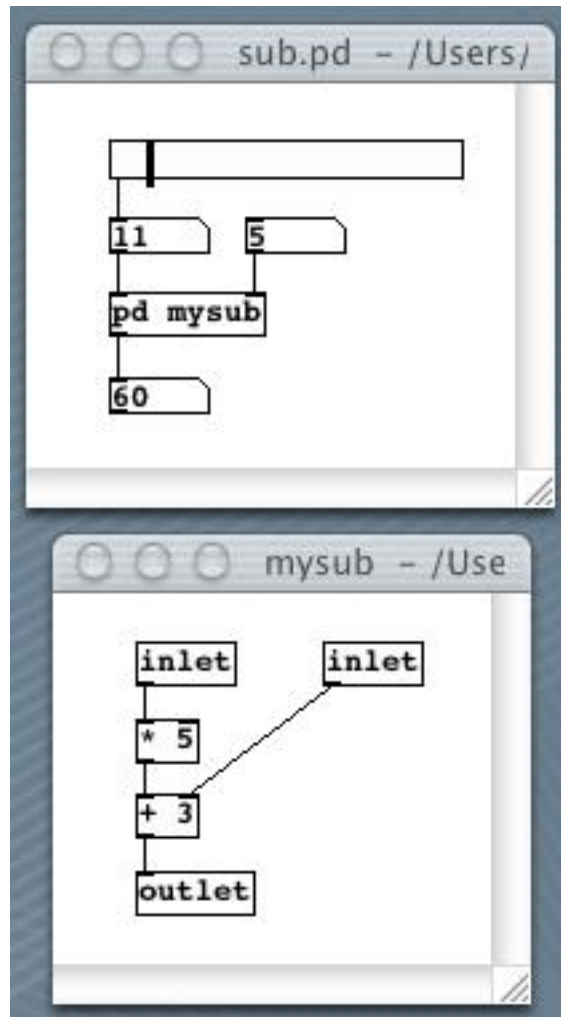 sub.pd - /Users/
11 5
pd mysub
60
mysub - /Use
inlet inlet
* 5
+ 3
outlet